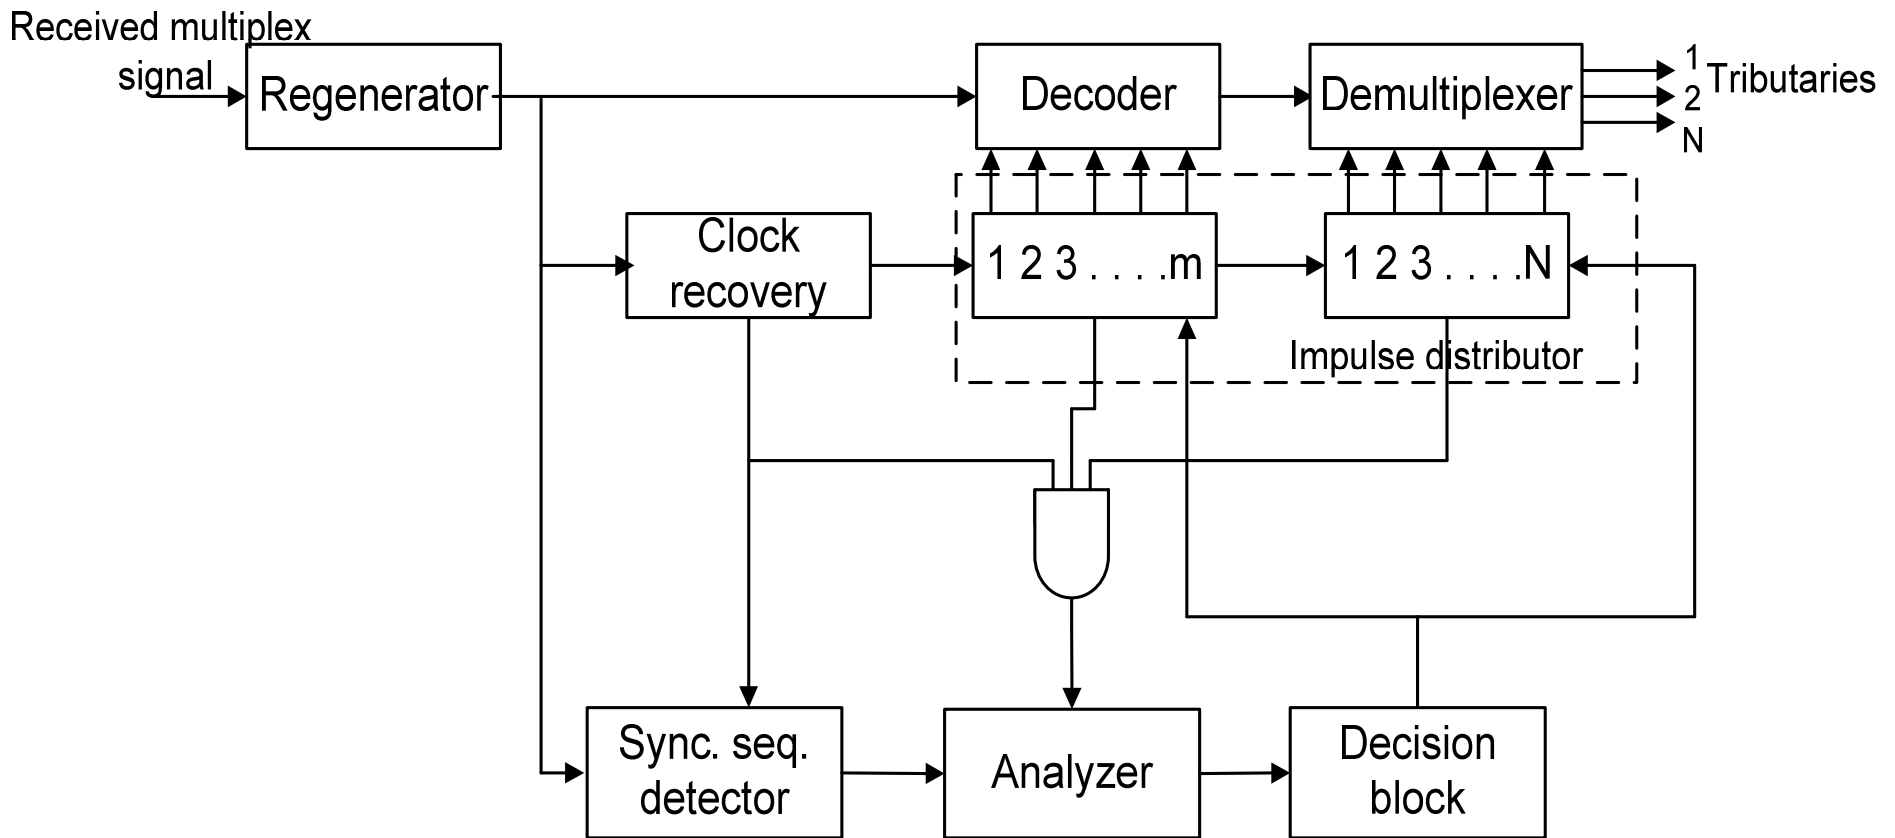 Received multiplex
signal
Regenerator
Decoder
Demultiplexer
1
2
N
Tributaries
Clock
recovery
1 2 3 . . . .m
1 2 3 . . . .N
Impulse distributor
Sync. seq.
detector
Analyzer
Decision
block